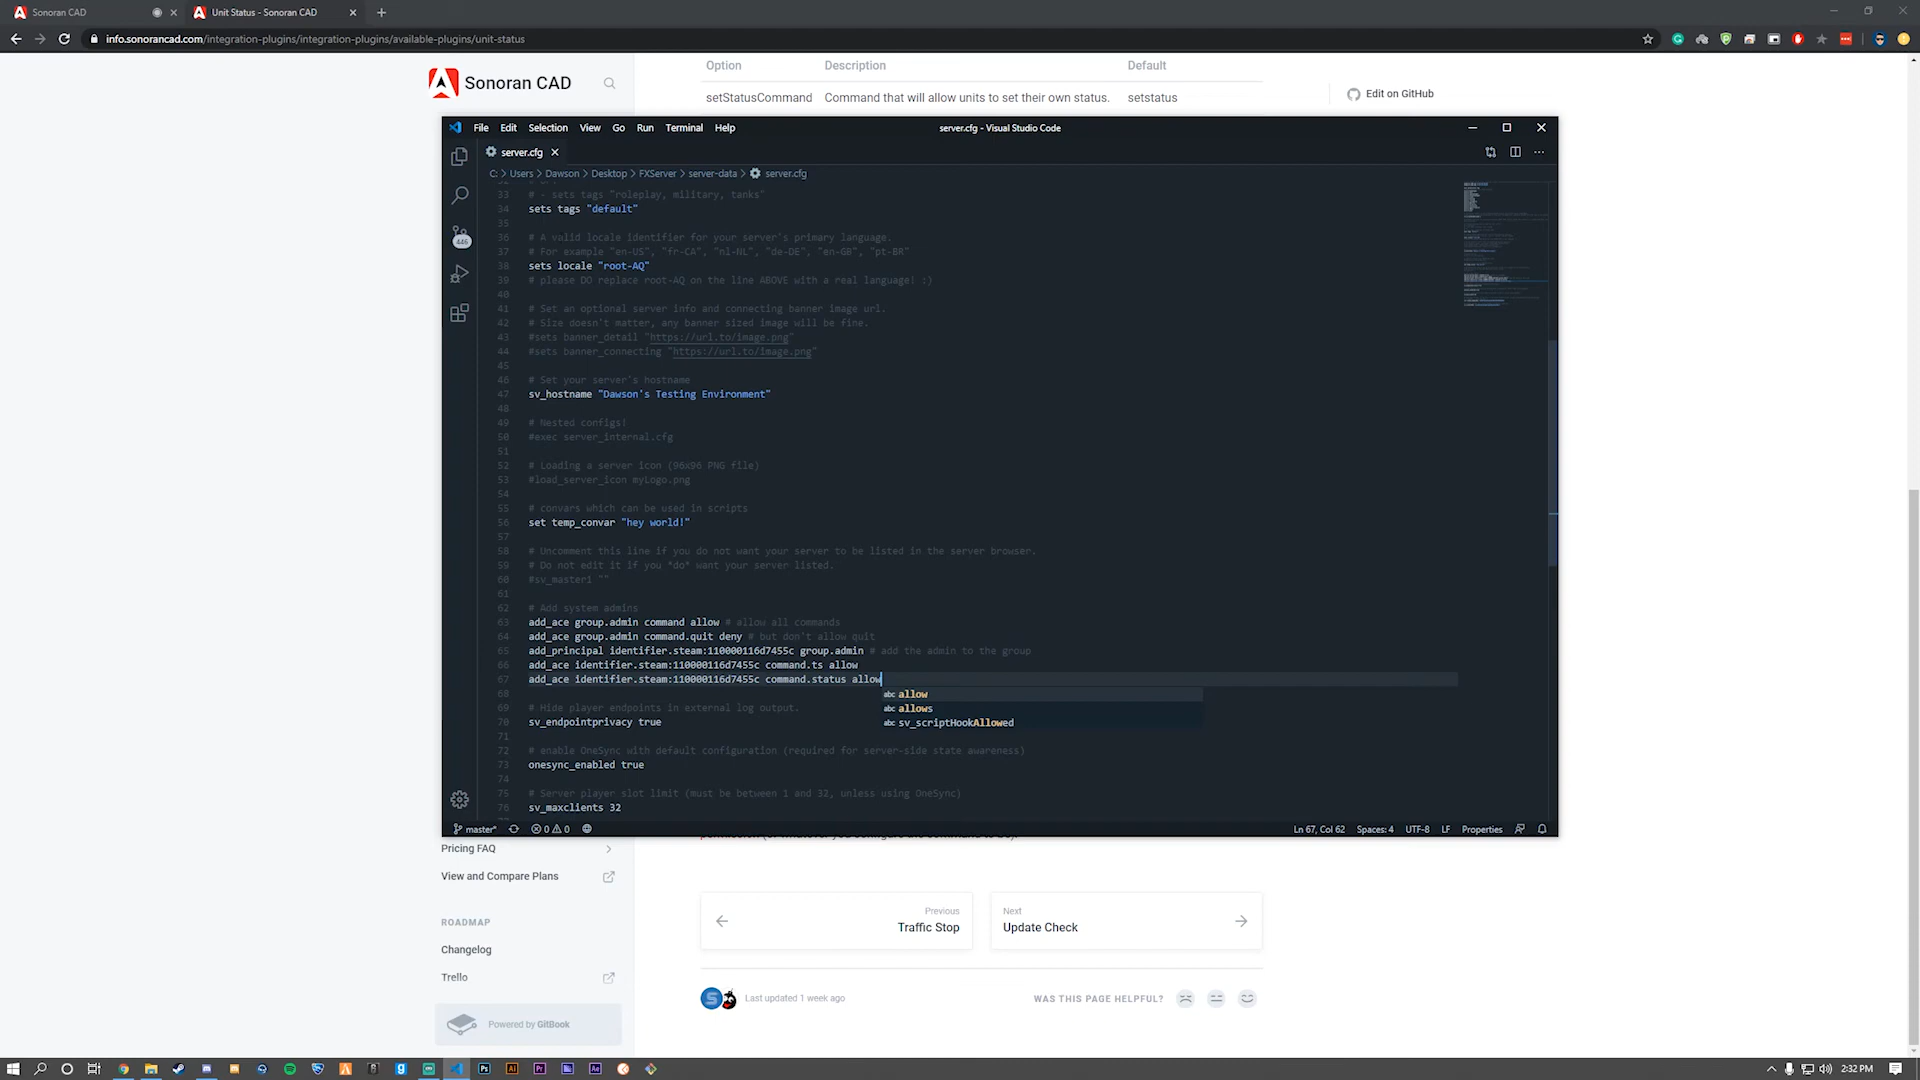 Sonoran CAD
Unit Status - Sonoran CAD
info.sonorancad.com/integration-plugins/integration-plugins/available-plugins/unit-status
Sonoran CAD
Option Description Default
setStatusCommand Command that will allow units to set their own status. setstatus
Edit on GitHub
File Edit Selection View Go Run Terminal Help
server.cfg - Visual Studio Code
server.cfg
C: > Users > Dawson > Desktop > FXServer > server-data > server.cfg
33 # - sets tags "roleplay, military, tanks"
34 sets tags "default"
35
36 # A valid locale identifier for your server's primary language.
37 # For example "en-US", "fr-CA", "nl-NL", "de-DE", "en-GB", "pt-BR"
38 sets locale "root-AQ"
39 # please DO replace root-AQ on the line ABOVE with a real language! :)
40
41 # Set an optional server info and connecting banner image url.
42 # Size doesn't matter, any banner sized image will be fine.
43 #sets banner_detail "https://url.to/image.png"
44 #sets banner_connecting "https://url.to/image.png"
45
46 # Set your server's hostname
47 sv_hostname "Dawson's Testing Environment"
48
49 # Nested configs!
50 #exec server_internal.cfg
51
52 # Loading a server icon (96x96 PNG file)
53 #load_server_icon myLogo.png
54
55 # convars which can be used in scripts
56 set temp_convar "hey world!"
57
58 # Uncomment this line if you do not want your server to be listed in the server browser.
59 # Do not edit it if you *do* want your server listed.
60 #sv_master1 ""
61
62 # Add system admins
63 add_ace group.admin command allow # allow all commands
64 add_ace group.admin command.quit deny # but don't allow quit
65 add_principal identifier.steam:110000116d7455c group.admin # add the admin to the group
66 add_ace identifier.steam:110000116d7455c command.ts allow
67 add_ace identifier.steam:110000116d7455c command.status allow
68
abc allow
69 # Hide player endpoints in external log output.
abc allows
70 sv_endpointprivacy true
abc sv_scriptHookAllowed
71
72 # enable OneSync with default configuration (required for server-side state awareness)
73 onesync_enabled true
74
75 # Server player slot limit (must be between 1 and 32, unless using OneSync)
76 sv_maxclients 32
446
master* 0 0
Ln 67, Col 62 Spaces: 4 UTF-8 LF Properties
Pricing FAQ
View and Compare Plans
ROADMAP
Changelog
Trello
Powered by GitBook
Previous
Traffic Stop
Next
Update Check
Last updated 1 week ago
WAS THIS PAGE HELPFUL?
2:32 PM